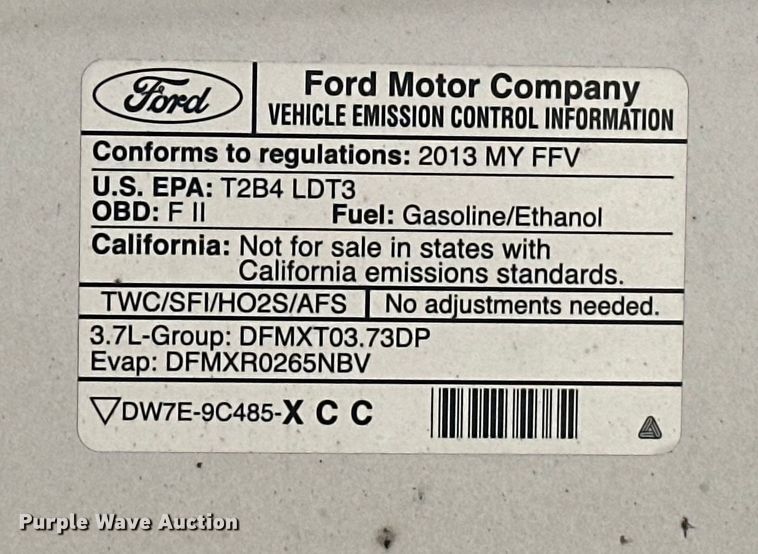 Ford
Ford Motor Company
VEHICLE EMISSION CONTROL INFORMATION
Conforms to regulations: 2013 MY FFV
U.S. EPA: T2B4 LDT3
OBD: F II Fuel: Gasoline/Ethanol
California: Not for sale in states with
California emissions standards.
TWC/SFI/HO2S/AFS No adjustments needed.
3.7L-Group: DFMXT03.73DP
Evap: DFMXR0265NBV
▽DW7E-9C485-X C C
Purple Wave Auction